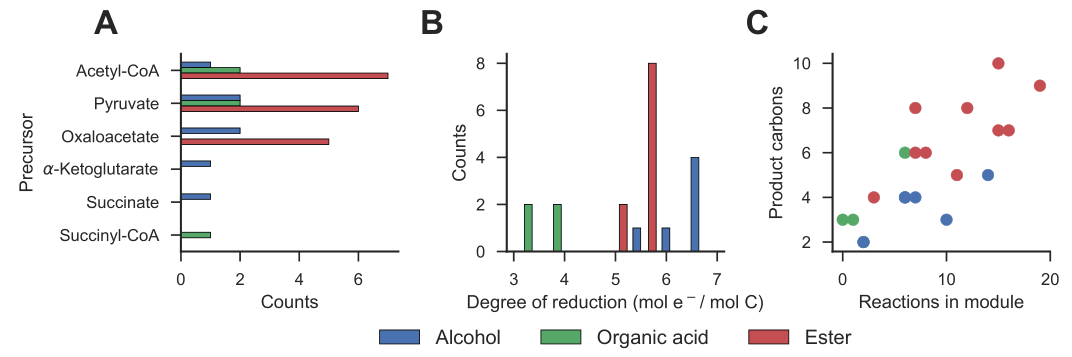 A
B
C
Precursor
Acetyl-CoA
Pyruvate
Oxaloacetate
α-Ketoglutarate
Succinate
Succinyl-CoA
0 2 4 6
Counts
Counts
8
6
4
2
0
3 4 5 6 7
Degree of reduction (mol e⁻ / mol C)
Product carbons
10
8
6
4
2
0 10 20
Reactions in module
Alcohol Organic acid Ester